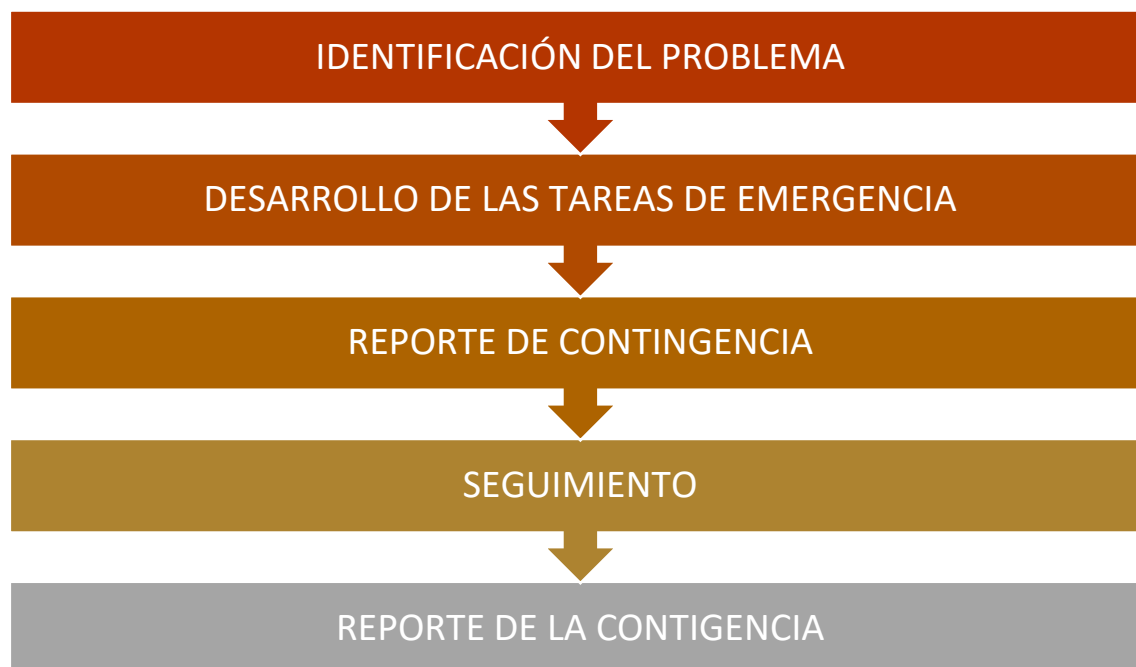 IDENTIFICACIÓN DEL PROBLEMA
DESARROLLO DE LAS TAREAS DE EMERGENCIA
REPORTE DE CONTINGENCIA
SEGUIMIENTO
REPORTE DE LA CONTIGENCIA